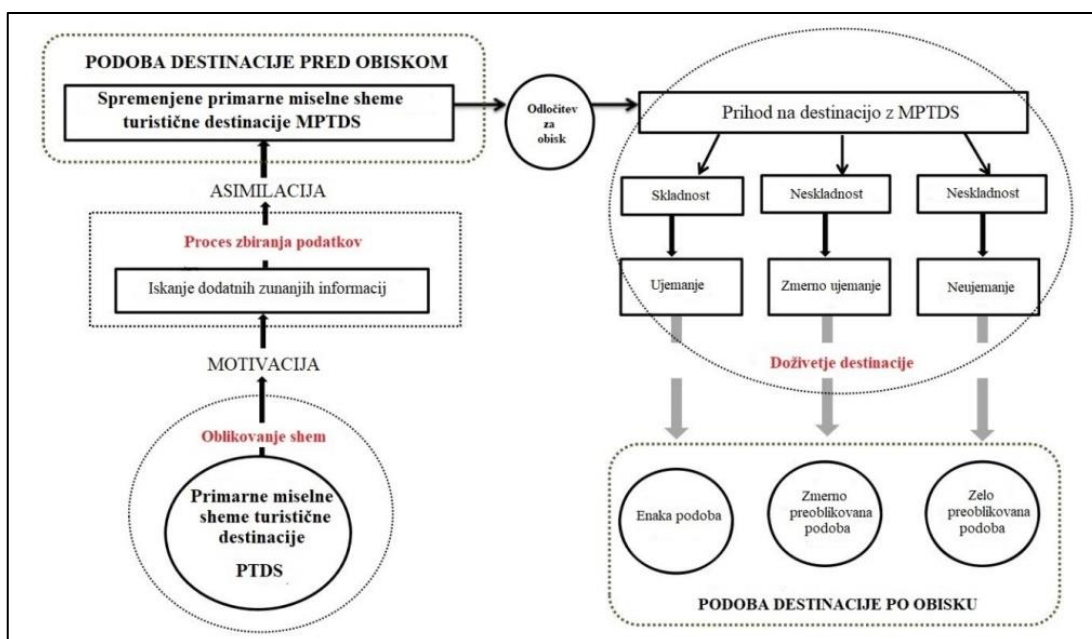 PODOBA DESTINACIJE PRED OBISKOM
Spremenjene primarne miselne sheme
turistične destinacije MPTDS
Odločitev
za
obisk
Prihod na destinacijo z MPTDS
ASIMILACIJA
Skladnost
Neskladnost
Neskladnost
Proces zbiranja podatkov
Iskanje dodatnih zunanjih informacij
Ujemanje
Zmerno ujemanje
Neujemanje
MOTIVACIJA
Doživetje destinacije
Oblikovanje shem
Primarne miselne
sheme turistične
destinacije
PTDS
Enaka podoba
Zmerno
preoblikovana
podoba
Zelo
preoblikovana
podoba
PODOBA DESTINACIJE PO OBISKU